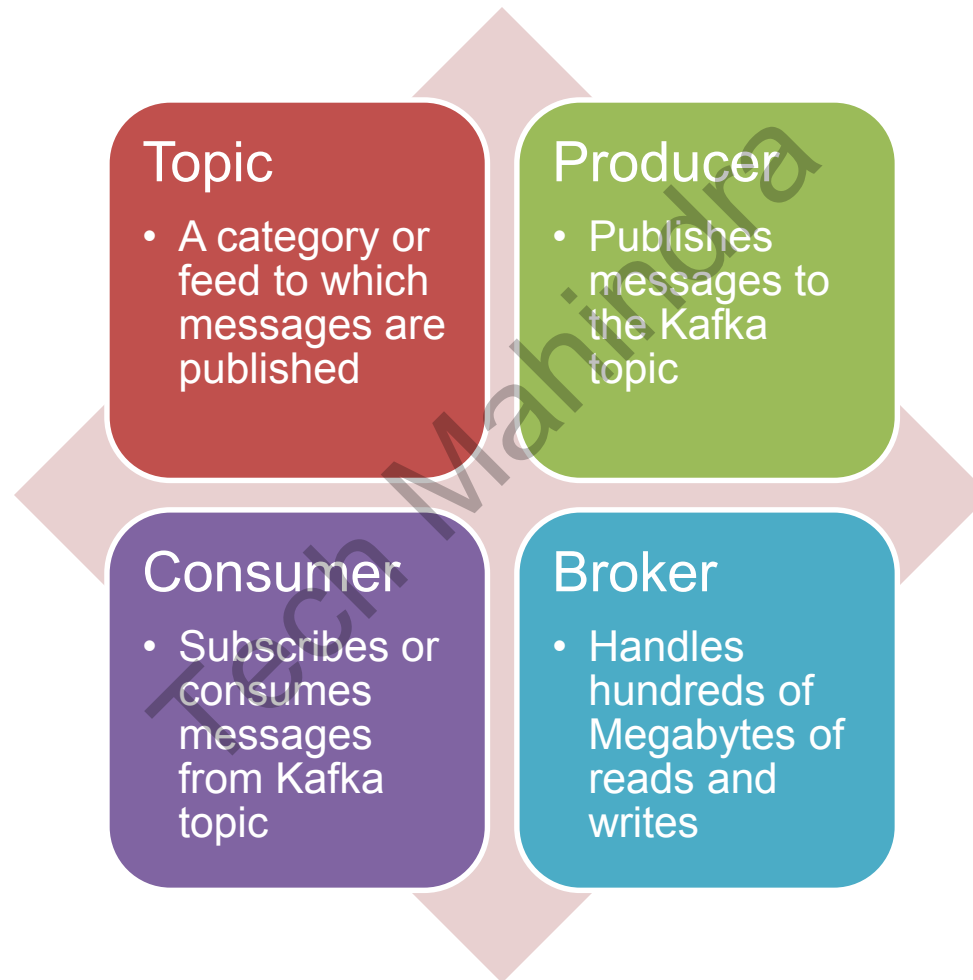 Topic
• A category or
feed to which
messages are
published
Producer
• Publishes
messages to
the Kafka
topic
Consumer
• Subscribes or
consumes
messages
from Kafka
topic
Broker
• Handles
hundreds of
Megabytes of
reads and
writes
Tech Mahindra